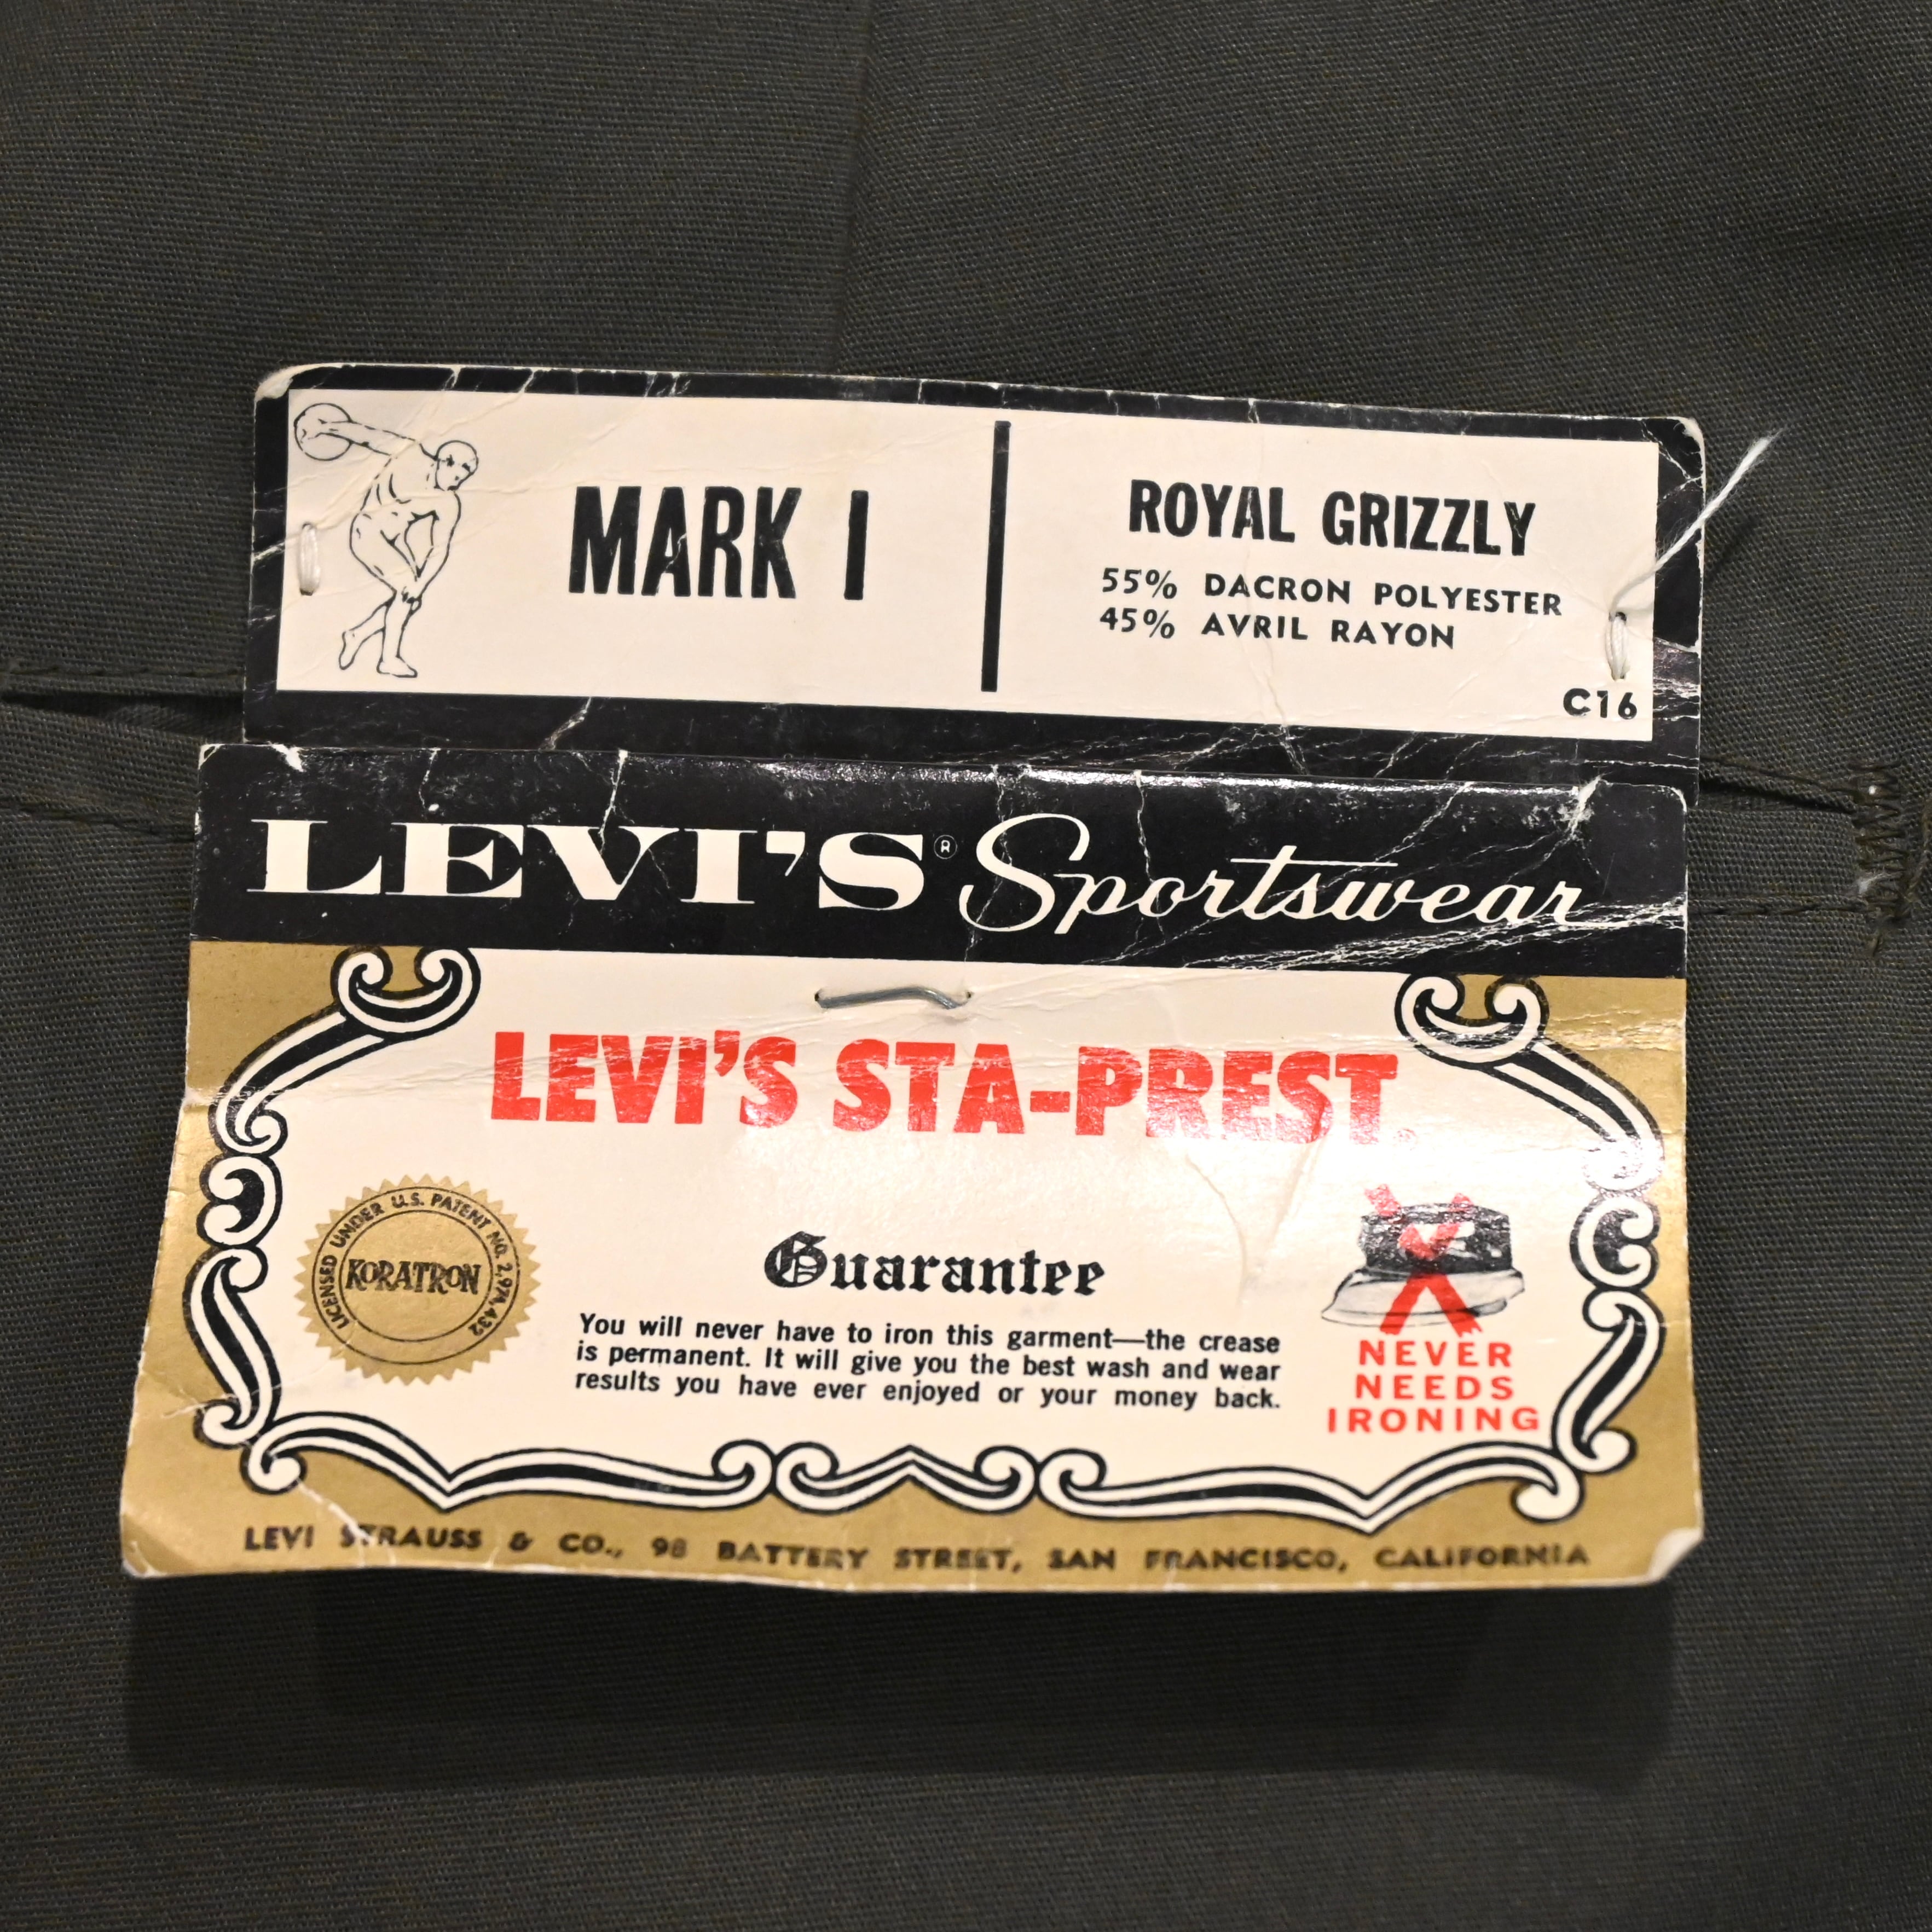 MARK I
ROYAL GRIZZLY
55% DACRON POLYESTER
45% AVRIL RAYON
C16
LEVI'S® Sportswear
LEVI'S STA-PREST®
LICENSED UNDER U.S. PATENT NO. 2,974,432
KORATRON
Guarantee
You will never have to iron this garment—the crease
is permanent. It will give you the best wash and wear
results you have ever enjoyed or your money back.
NEVER
NEEDS
IRONING
LEVI STRAUSS & CO., 98 BATTERY STREET, SAN FRANCISCO, CALIFORNIA